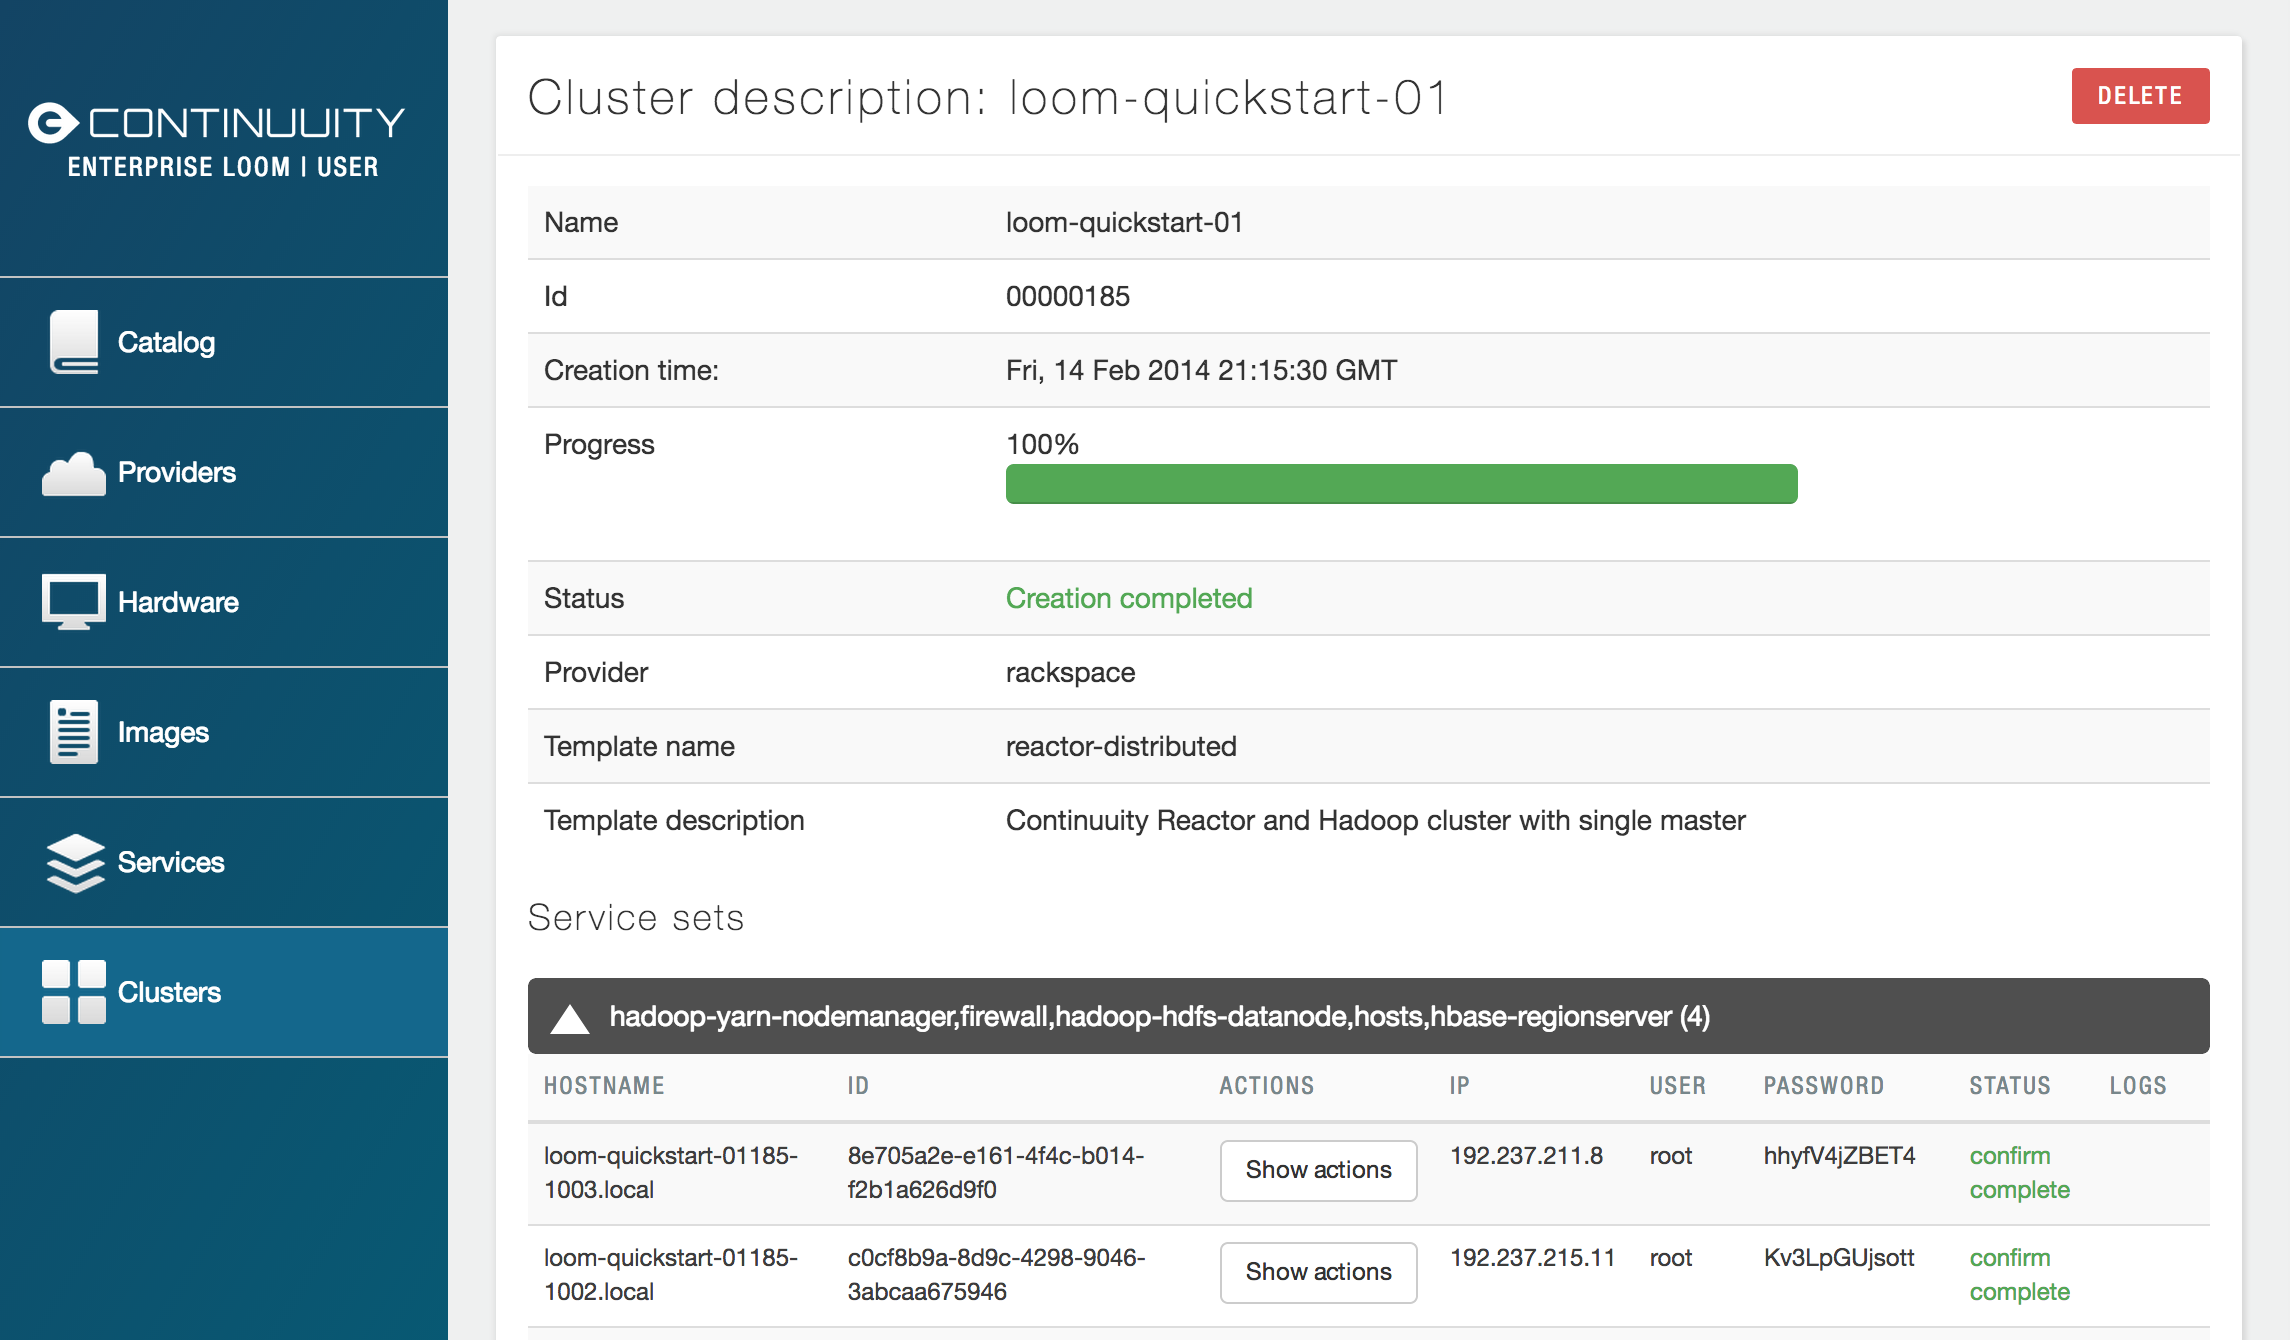 CONTINUUITY
ENTERPRISE LOOM | USER
Catalog
Providers
Hardware
Images
Services
Clusters
Cluster description: loom-quickstart-01
DELETE
Name loom-quickstart-01
Id 00000185
Creation time: Fri, 14 Feb 2014 21:15:30 GMT
Progress 100%
Status Creation completed
Provider rackspace
Template name reactor-distributed
Template description Continuuity Reactor and Hadoop cluster with single master
Service sets
hadoop-yarn-nodemanager,firewall,hadoop-hdfs-datanode,hosts,hbase-regionserver (4)
HOSTNAME ID ACTIONS IP USER PASSWORD STATUS LOGS
loom-quickstart-01185- 8e705a2e-e161-4f4c-b014- Show actions 192.237.211.8 root hhyfV4jZBET4 confirm
1003.local f2b1a626d9f0 complete
loom-quickstart-01185- c0cf8b9a-8d9c-4298-9046- Show actions 192.237.215.11 root Kv3LpGUjsott confirm
1002.local 3abcaa675946 complete